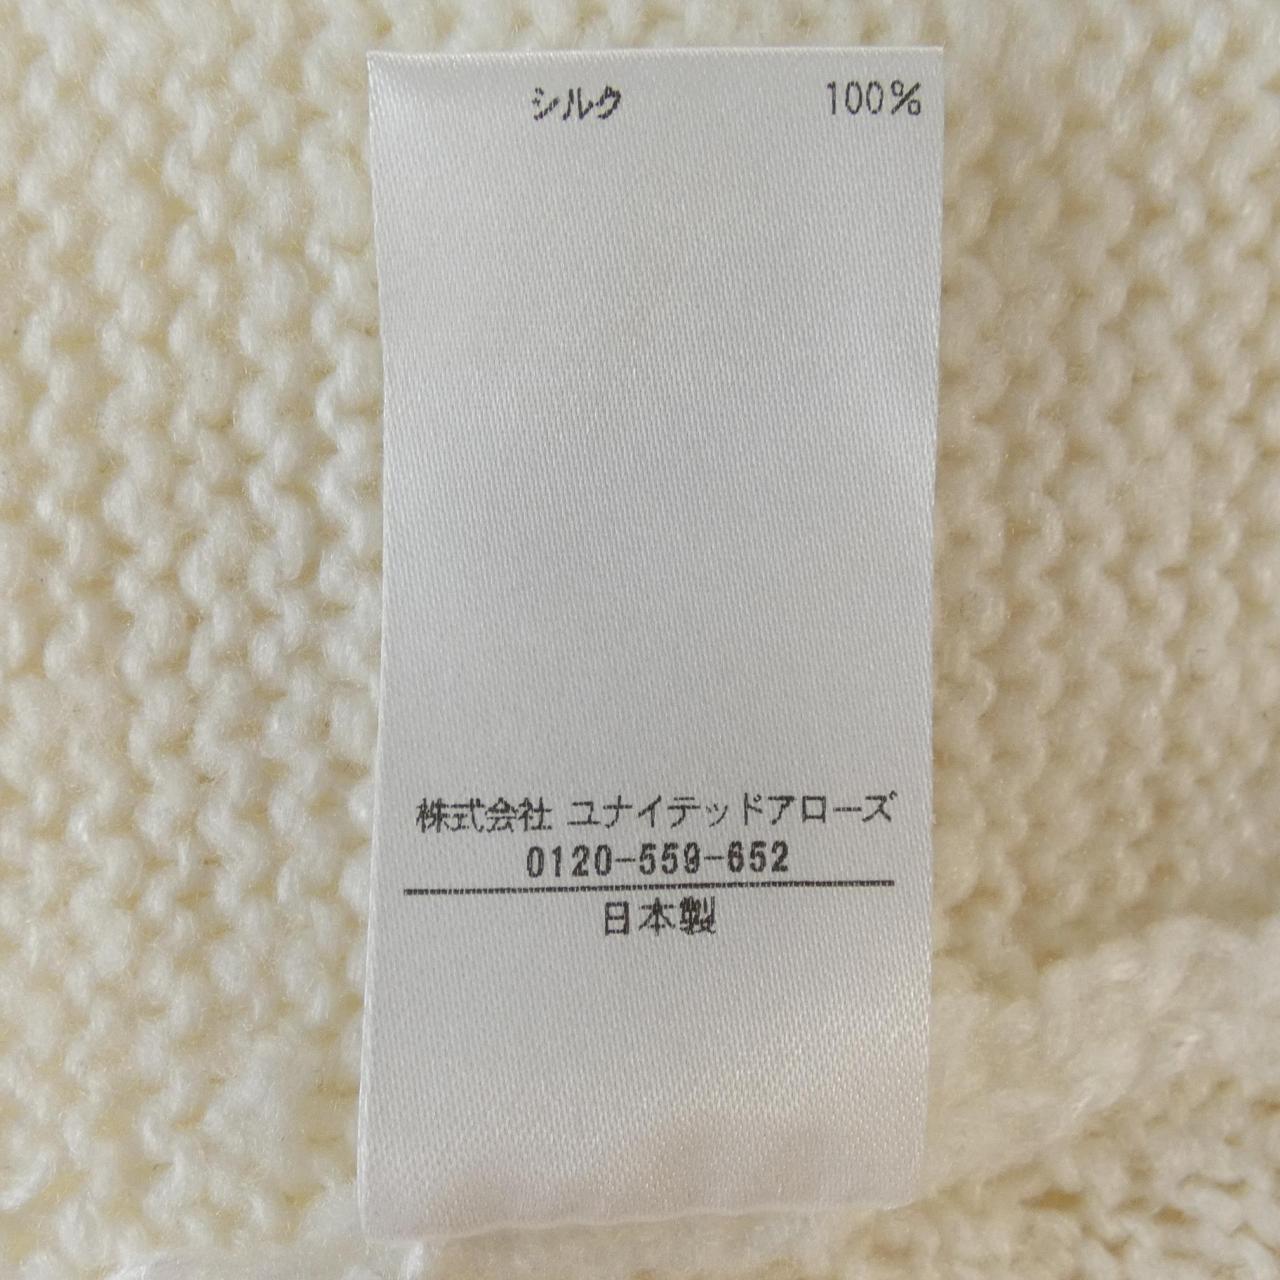 シルク 100%
株式会社 ユナイテッドアローズ
0120-559-652
日本製